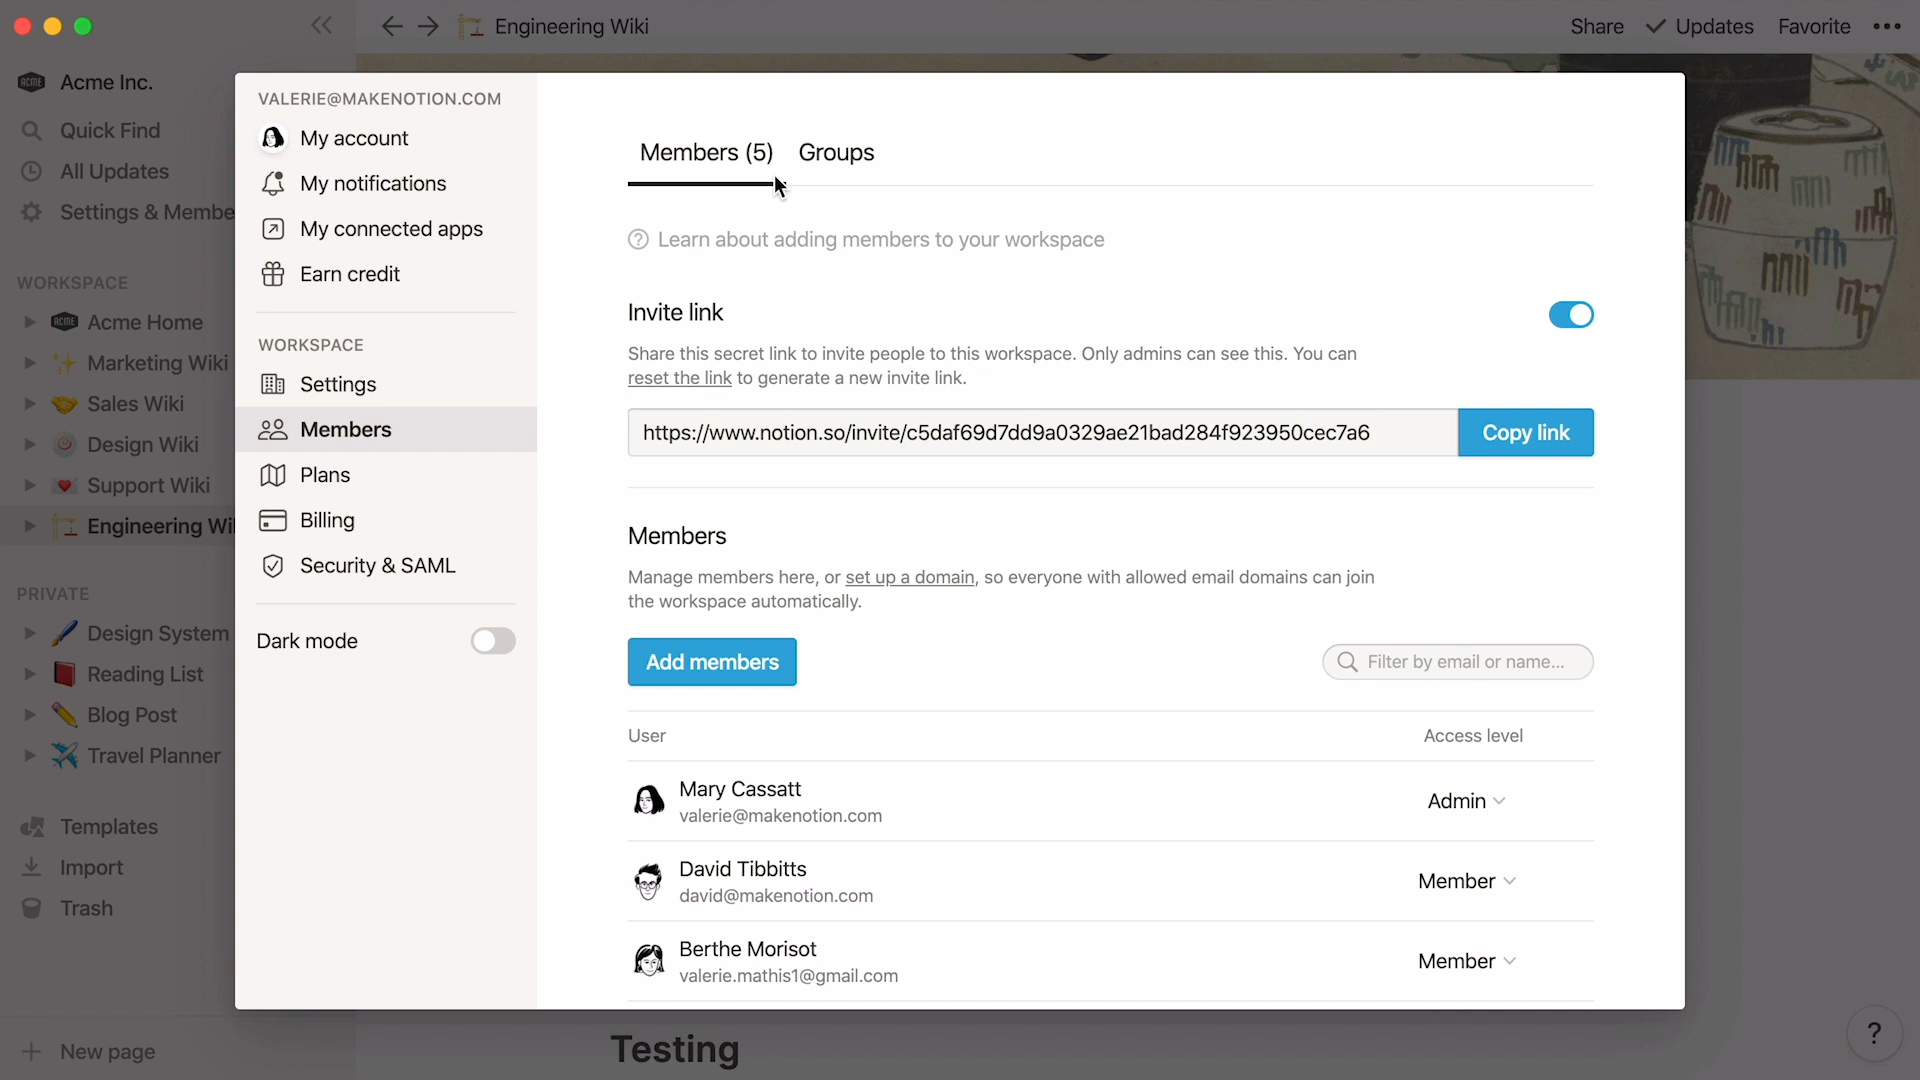 Engineering Wiki
Share
Updates
Favorite
ACME Acme Inc.
Quick Find
All Updates
Settings & Membe
WORKSPACE
ACME Acme Home
Marketing Wiki
Sales Wiki
Design Wiki
Support Wiki
Engineering Wi
PRIVATE
Design System
Reading List
Blog Post
Travel Planner
Templates
Import
Trash
New page
VALERIE@MAKENOTION.COM
My account
My notifications
My connected apps
Earn credit
WORKSPACE
Settings
Members
Plans
Billing
Security & SAML
Dark mode
Members (5)
Groups
Learn about adding members to your workspace
Invite link
Share this secret link to invite people to this workspace. Only admins can see this. You can
reset the link to generate a new invite link.
https://www.notion.so/invite/c5daf69d7dd9a0329ae21bad284f923950cec7a6
Copy link
Members
Manage members here, or set up a domain, so everyone with allowed email domains can join
the workspace automatically.
Add members
Filter by email or name...
User
Access level
Mary Cassatt
valerie@makenotion.com
Admin
David Tibbitts
david@makenotion.com
Member
Berthe Morisot
valerie.mathis1@gmail.com
Member
Testing
?